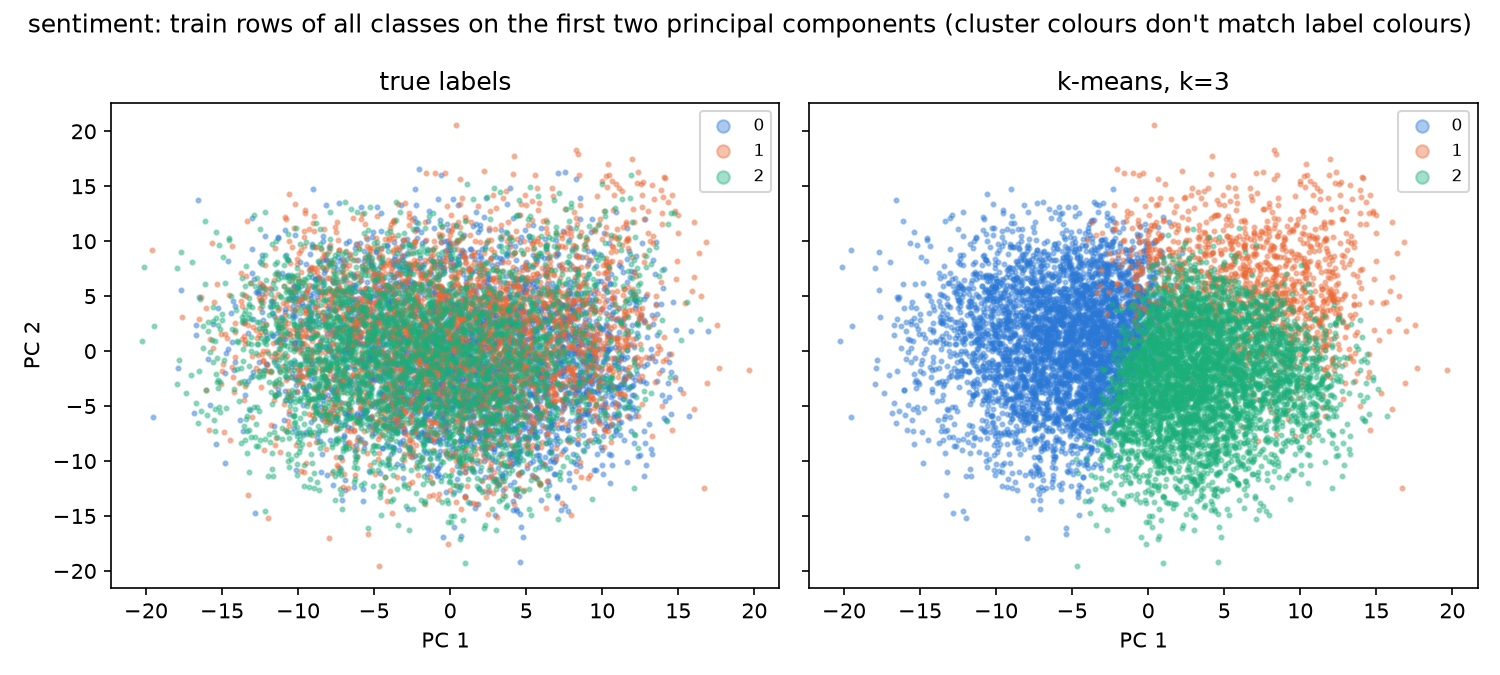 sentiment: train rows of all classes on the first two principal components (cluster colours don't match label colours)
true labels
0
1
2
20
15
10
5
0
−5
−10
−15
−20
PC 2
−20 −15 −10 −5 0 5 10 15 20
PC 1
k-means, k=3
0
1
2
−20 −15 −10 −5 0 5 10 15 20
PC 1